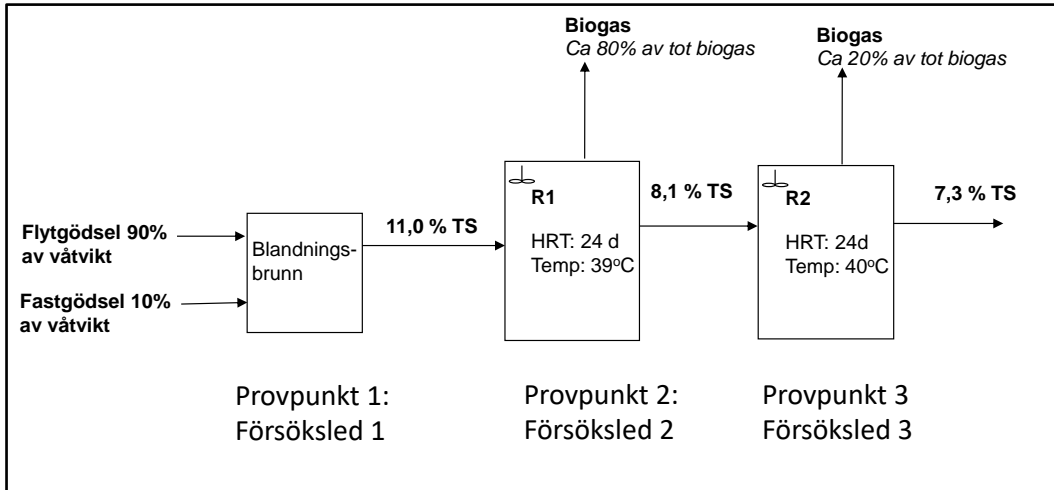 Biogas
Ca 80% av tot biogas
Biogas
Ca 20% av tot biogas
Flytgödsel 90%
av våtvikt
Fastgödsel 10%
av våtvikt
Blandnings-
brunn
11,0 % TS
R1
HRT: 24 d
Temp: 39°C
8,1 % TS
R2
HRT: 24d
Temp: 40°C
7,3 % TS
Provpunkt 1:
Försöksled 1
Provpunkt 2:
Försöksled 2
Provpunkt 3
Försöksled 3